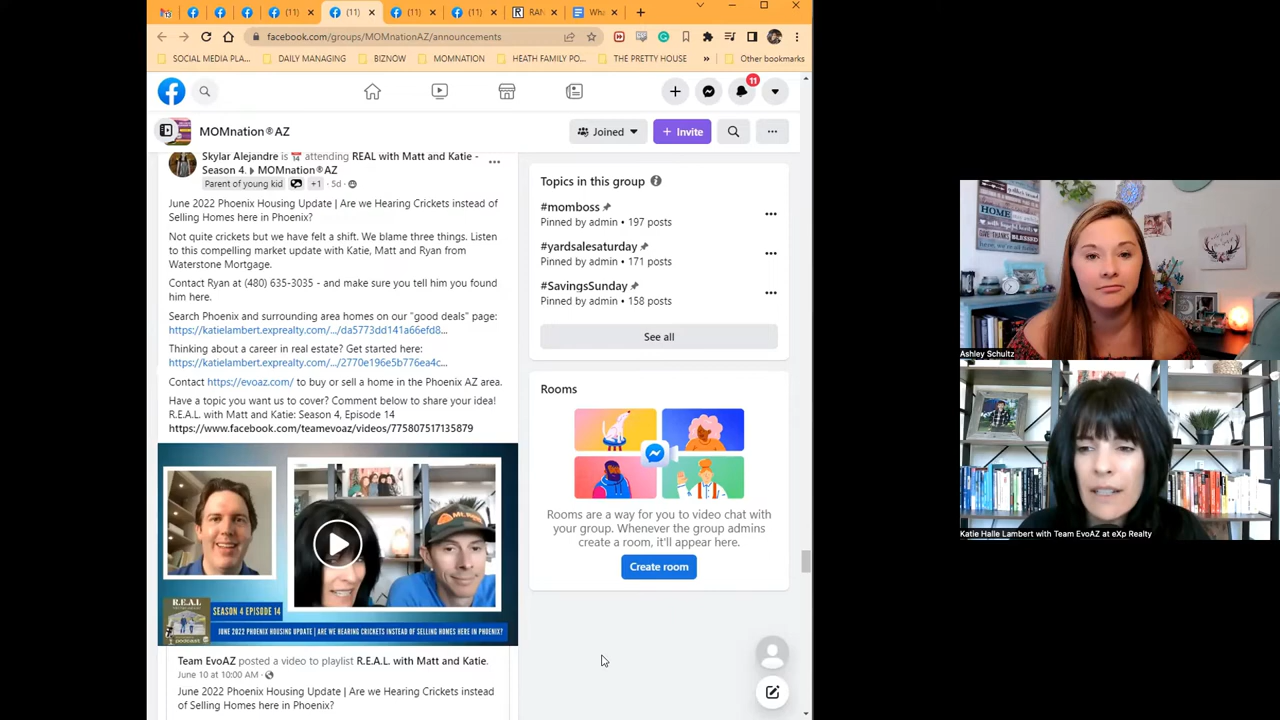 (11)
(11)
(11)
(11)
RAN
Wha
facebook.com/groups/MOMnationAZ/announcements
SOCIAL MEDIA PLA...
DAILY MANAGING
BIZNOW
MOMNATION
HEATH FAMILY PO...
THE PRETTY HOUSE
»
Other bookmarks
11
MOMnation®AZ
Joined
+ Invite
Skylar Alejandre is attending REAL with Matt and Katie -
Season 4. ▸ MOMnation®AZ
Parent of young kid +1 · 5d ·
June 2022 Phoenix Housing Update | Are we Hearing Crickets instead of
Selling Homes here in Phoenix?
Not quite crickets but we have felt a shift. We blame three things. Listen
to this compelling market update with Katie, Matt and Ryan from
Waterstone Mortgage.
Contact Ryan at (480) 635-3035 - and make sure you tell him you found
him here.
Search Phoenix and surrounding area homes on our "good deals" page:
https://katielambert.exprealty.com/.../da5773dd141a66efd8...
Thinking about a career in real estate? Get started here:
https://katielambert.exprealty.com/.../2770e196e5b776ea4c...
Contact https://evoaz.com/ to buy or sell a home in the Phoenix AZ area.
Have a topic you want us to cover? Comment below to share your idea!
R.E.A.L. with Matt and Katie: Season 4, Episode 14
https://www.facebook.com/teamevoaz/videos/775807517135879
R.E.A.L
podcast
SEASON 4 EPISODE 14
JUNE 2022 PHOENIX HOUSING UPDATE | ARE WE HEARING CRICKETS INSTEAD OF SELLING HOMES HERE IN PHOENIX?
Team EvoAZ posted a video to playlist R.E.A.L. with Matt and Katie.
June 10 at 10:00 AM ·
June 2022 Phoenix Housing Update | Are we Hearing Crickets instead
of Selling Homes here in Phoenix?
Topics in this group
#momboss
Pinned by admin • 197 posts
#yardsalesaturday
Pinned by admin • 171 posts
#SavingsSunday
Pinned by admin • 158 posts
See all
Rooms
Rooms are a way for you to video chat with
your group. Whenever the group admins
create a room, it'll appear here.
Create room
HOME
BLESSED
Ashley Schultz
Katie Halle Lambert with Team EvoAZ at eXp Realty